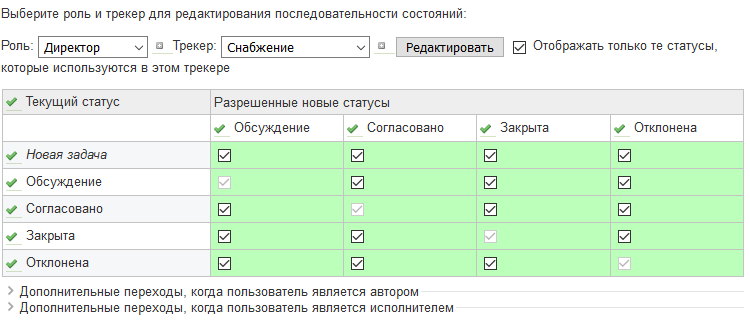 Выберите роль и трекер для редактирования последовательности состояний:
Роль: Директор Трекер: Снабжение Редактировать Отображать только те статусы,
которые используются в этом трекере
Текущий статус Разрешенные новые статусы
Обсуждение Согласовано Закрыта Отклонена
Новая задача
Обсуждение
Согласовано
Закрыта
Отклонена
Дополнительные переходы, когда пользователь является автором
Дополнительные переходы, когда пользователь является исполнителем